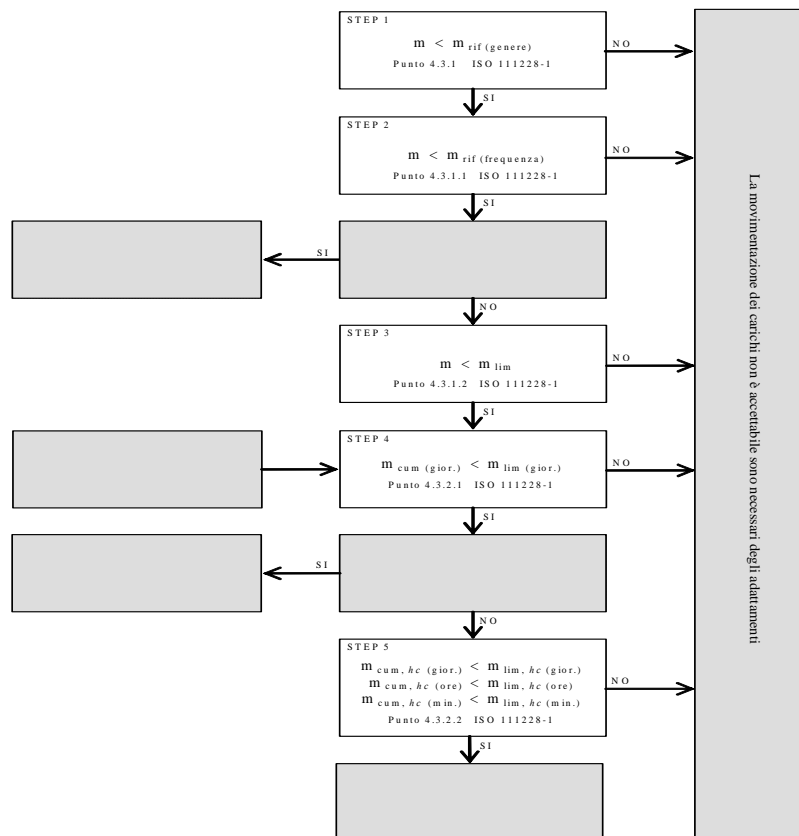 STEP 1
m < m rif (genere)
Punto 4.3.1 ISO 111228-1
NO
SI
STEP 2
m < m rif(frequenza)
Punto 4.3.1.1 ISO 111228-1
NO
SI
SI
NO
STEP 3
m < m lim
Punto 4.3.1.2 ISO 111228-1
NO
SI
STEP 4
m cum (gior.) < m lim (gior.)
Punto 4.3.2.1 ISO 111228-1
NO
SI
SI
NO
STEP 5
m cum, hc (gior.) < m lim, hc (gior.)
m cum, hc (ore) < m lim, hc (ore)
m cum, hc (min.) < m lim, hc (min.)
Punto 4.3.2.2 ISO 111228-1
NO
SI
La movimentazione dei carichi non è accettabile sono necessari degli adattamenti